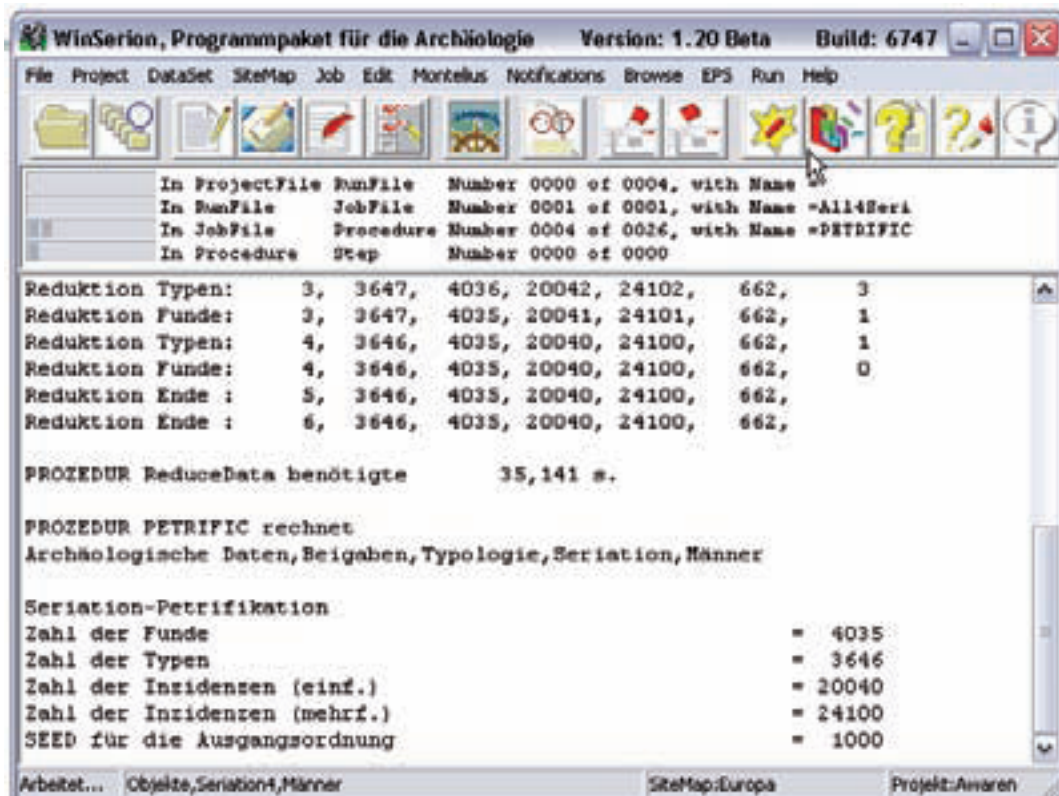 WinSerion, Programmpaket für die Archäologie Version: 1.20 Beta Build: 6747
File Project DataSet SiteMap Job Edit Montelius Notifications Browse EPS Run Help
In ProjectFile RunFile Number 0000 of 0004, with Name =
In RunFile JobFile Number 0001 of 0001, with Name =All4Seri
In JobFile Procedure Number 0004 of 0026, with Name =PETRIFIC
In Procedure Step Number 0000 of 0000
Reduktion Typen: 3, 3647, 4036, 20042, 24102, 662, 3
Reduktion Funde: 3, 3647, 4035, 20041, 24101, 662, 1
Reduktion Typen: 4, 3646, 4035, 20040, 24100, 662, 1
Reduktion Funde: 4, 3646, 4035, 20040, 24100, 662, 0
Reduktion Ende : 5, 3646, 4035, 20040, 24100, 662,
Reduktion Ende : 6, 3646, 4035, 20040, 24100, 662,
PROZEDUR ReduceData benötigte 35,141 s.
PROZEDUR PETRIFIC rechnet
Archäologische Daten,Beigaben,Typologie,Seriation,Männer
Seriation-Petrifikation
Zahl der Funde = 4035
Zahl der Typen = 3646
Zahl der Inzidenzen (einf.) = 20040
Zahl der Inzidenzen (mehrf.) = 24100
SEED für die Ausgangsordnung = 1000
Arbeitet... Objekte,Seriation4,Männer SiteMap:Europa Projekt:Awaren